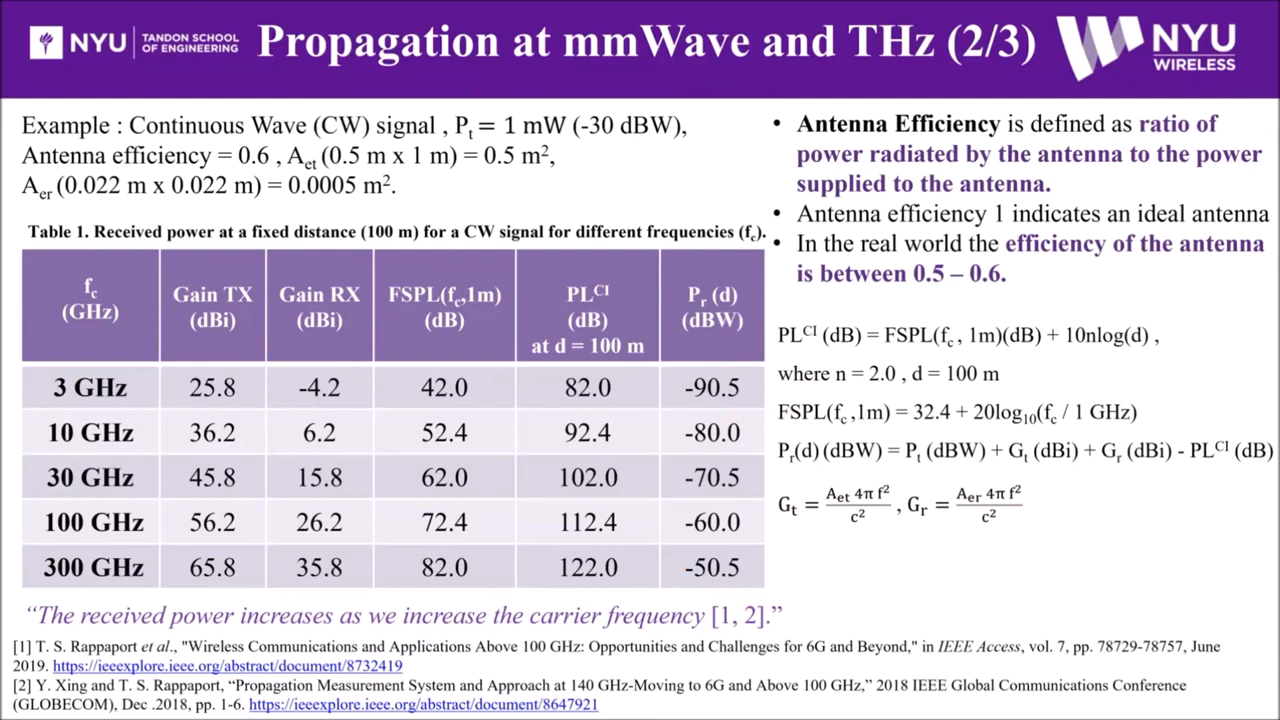 NYU TANDON SCHOOL OF ENGINEERING
Propagation at mmWave and THz (2/3)
NYU WIRELESS
Example : Continuous Wave (CW) signal , Pt = 1 mW (-30 dBW),
Antenna efficiency = 0.6 , Aet (0.5 m x 1 m) = 0.5 m²,
Aer (0.022 m x 0.022 m) = 0.0005 m².
Table 1. Received power at a fixed distance (100 m) for a CW signal for different frequencies (fc).
fc (GHz) Gain TX (dBi) Gain RX (dBi) FSPL(fc,1m) (dB) PLCI (dB) at d = 100 m Pr (d) (dBW)
3 GHz 25.8 -4.2 42.0 82.0 -90.5
10 GHz 36.2 6.2 52.4 92.4 -80.0
30 GHz 45.8 15.8 62.0 102.0 -70.5
100 GHz 56.2 26.2 72.4 112.4 -60.0
300 GHz 65.8 35.8 82.0 122.0 -50.5
“The received power increases as we increase the carrier frequency [1, 2].”
• Antenna Efficiency is defined as ratio of
power radiated by the antenna to the power
supplied to the antenna.
• Antenna efficiency 1 indicates an ideal antenna
• In the real world the efficiency of the antenna
is between 0.5 – 0.6.
PLCI (dB) = FSPL(fc , 1m)(dB) + 10nlog(d) ,
where n = 2.0 , d = 100 m
FSPL(fc ,1m) = 32.4 + 20log10(fc / 1 GHz)
Pr(d) (dBW) = Pt (dBW) + Gt (dBi) + Gr (dBi) - PLCI (dB)
Gt = Aet 4π f² / c² , Gr = Aer 4π f² / c²
[1] T. S. Rappaport et al., "Wireless Communications and Applications Above 100 GHz: Opportunities and Challenges for 6G and Beyond," in IEEE Access, vol. 7, pp. 78729-78757, June
2019. https://ieeexplore.ieee.org/abstract/document/8732419
[2] Y. Xing and T. S. Rappaport, “Propagation Measurement System and Approach at 140 GHz-Moving to 6G and Above 100 GHz,” 2018 IEEE Global Communications Conference
(GLOBECOM), Dec .2018, pp. 1-6. https://ieeexplore.ieee.org/abstract/document/8647921